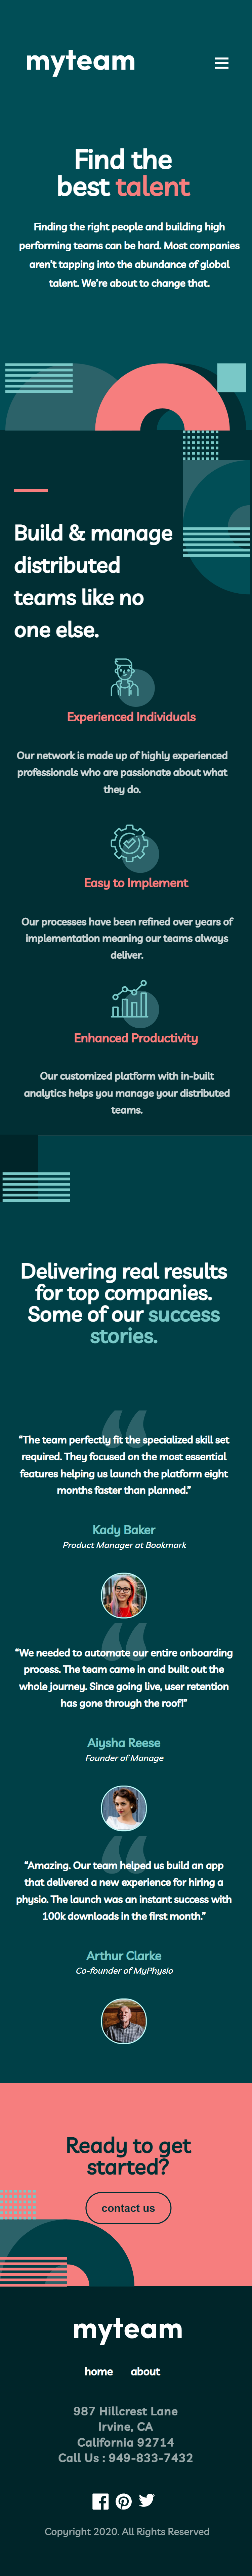 myteam
Find the
best talent
Finding the right people and building high
performing teams can be hard. Most companies
aren't tapping into the abundance of global
talent. We're about to change that.
Build & manage
distributed
teams like no
one else.
Experienced Individuals
Our network is made up of highly experienced
professionals who are passionate about what
they do.
Easy to Implement
Our processes have been refined over years of
implementation meaning our teams always
deliver.
Enhanced Productivity
Our customized platform with in-built
analytics helps you manage your distributed
teams.
Delivering real results
for top companies.
Some of our success
stories.
“The team perfectly fit the specialized skill set
required. They focused on the most essential
features helping us launch the platform eight
months faster than planned.”
Kady Baker
Product Manager at Bookmark
“We needed to automate our entire onboarding
process. The team came in and built out the
whole journey. Since going live, user retention
has gone through the roof!”
Aiysha Reese
Founder of Manage
“Amazing. Our team helped us build an app
that delivered a new experience for hiring a
physio. The launch was an instant success with
100k downloads in the first month.”
Arthur Clarke
Co-founder of MyPhysio
Ready to get
started?
contact us
myteam
home about
987 Hillcrest Lane
Irvine, CA
California 92714
Call Us : 949-833-7432
Copyright 2020. All Rights Reserved